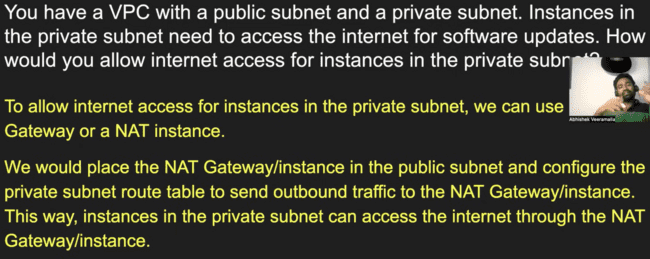 You have a VPC with a public subnet and a private subnet. Instances in
the private subnet need to access the internet for software updates. How
would you allow internet access for instances in the private
To allow internet access for instances in the private subnet, we can use
Gateway or a NAT instance.
We would place the NAT Gateway/instance in the public subnet and configure the
private subnet route table to send outbound traffic to the NAT Gateway/instance.
This way, instances in the private subnet can access the internet through the NAT
Gateway/instance.
Abhishek Veeramalla